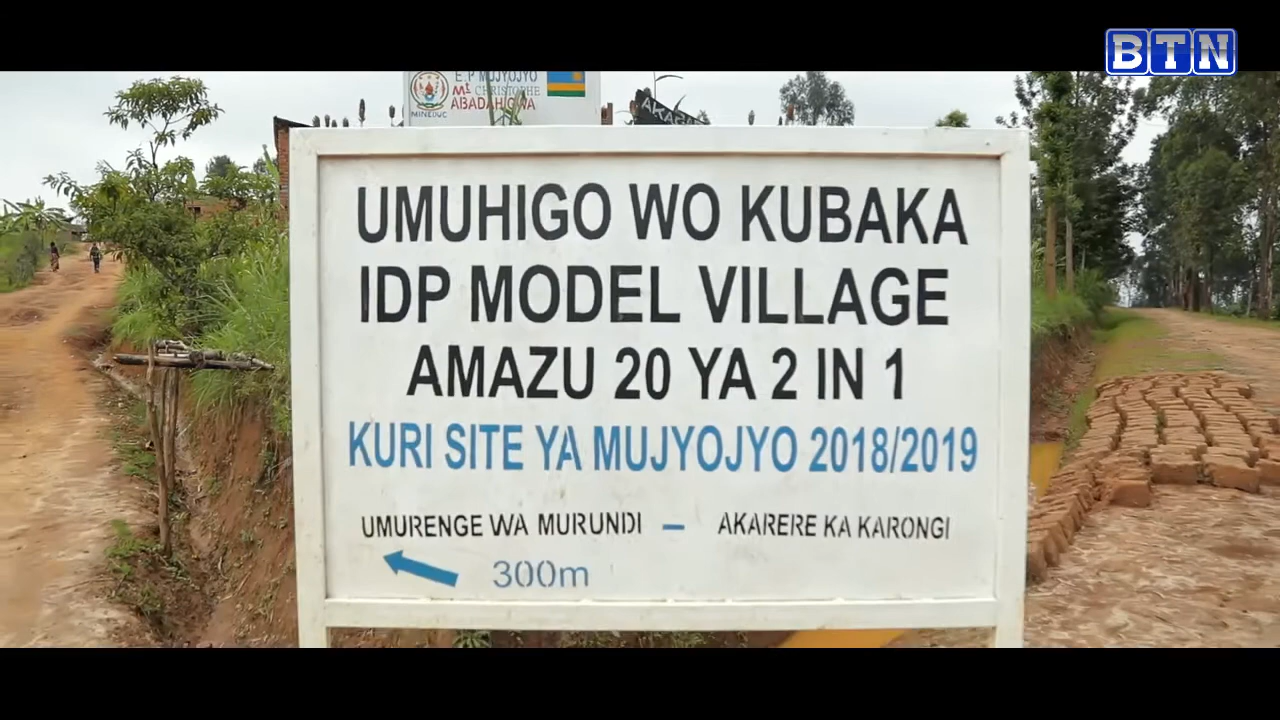 BTN
E.P MUJYOJYO
Mt CHRISTOPHE
ABADAHIGWA
MINEDUC
UMUHIGO WO KUBAKA
IDP MODEL VILLAGE
AMAZU 20 YA 2 IN 1
KURI SITE YA MUJYOJYO 2018/2019
UMURENGE WA MURUNDI – AKARERE KA KARONGI
300m